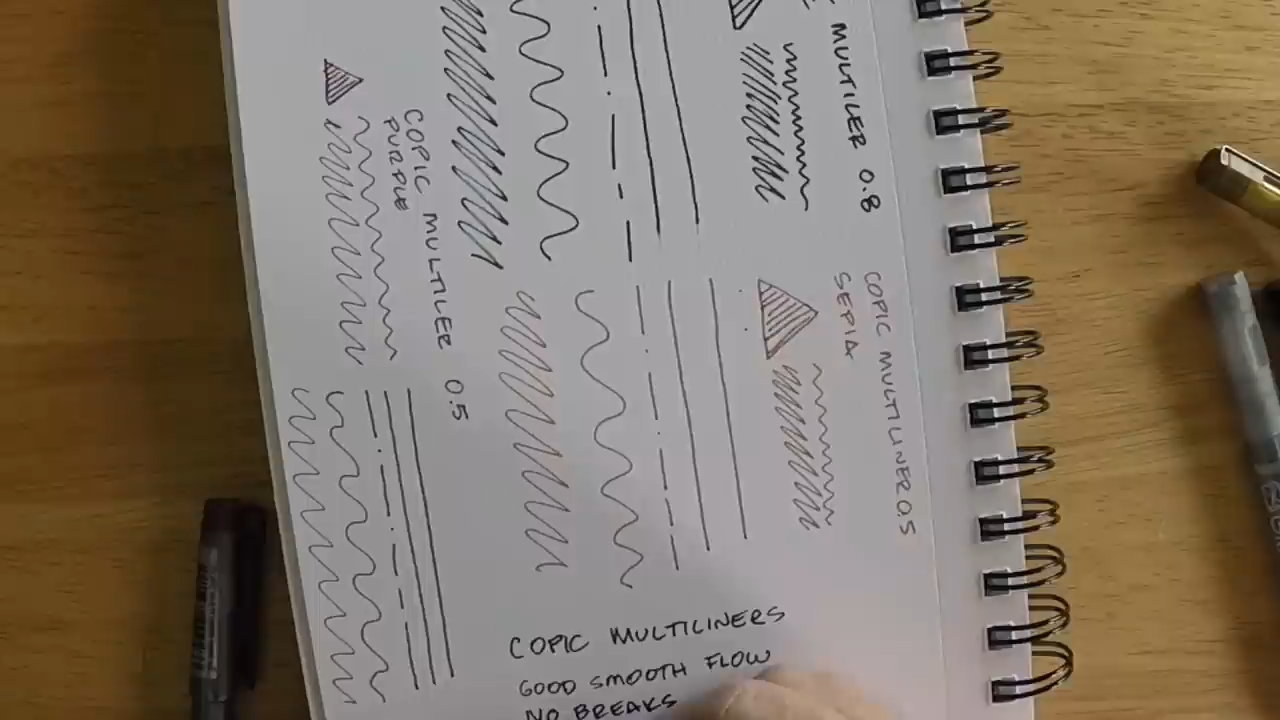 MULTILER 0.8
COPIC MULTILINER 0.5
SEPIA
COPIC MULTILER 0.5
PURPLE
COPIC MULTILINERS
GOOD SMOOTH FLOW
NO BREAKS